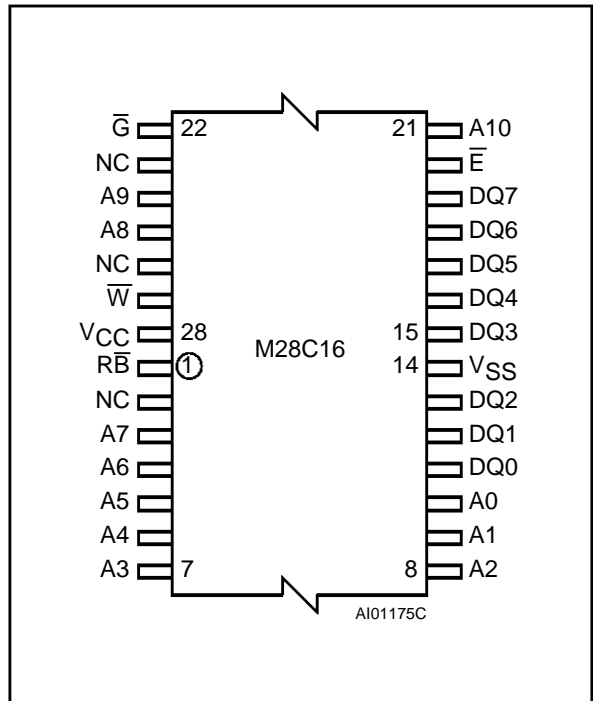 G̅ 22 21 A10
NC E̅
A9 DQ7
A8 DQ6
NC DQ5
W̅ DQ4
VCC 28 15 DQ3
M28C16
RB̅ 1 14 VSS
NC DQ2
A7 DQ1
A6 DQ0
A5 A0
A4 A1
A3 7 8 A2
AI01175C